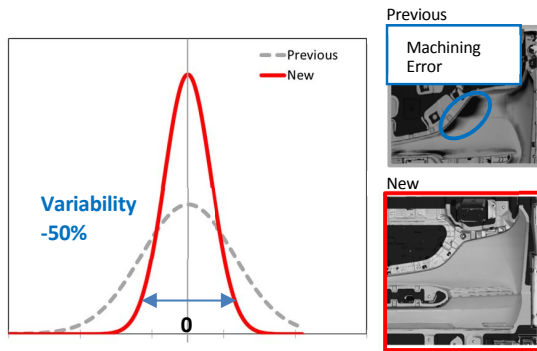 Previous
New
Variability
-50%
0
Previous
Machining
Error
New